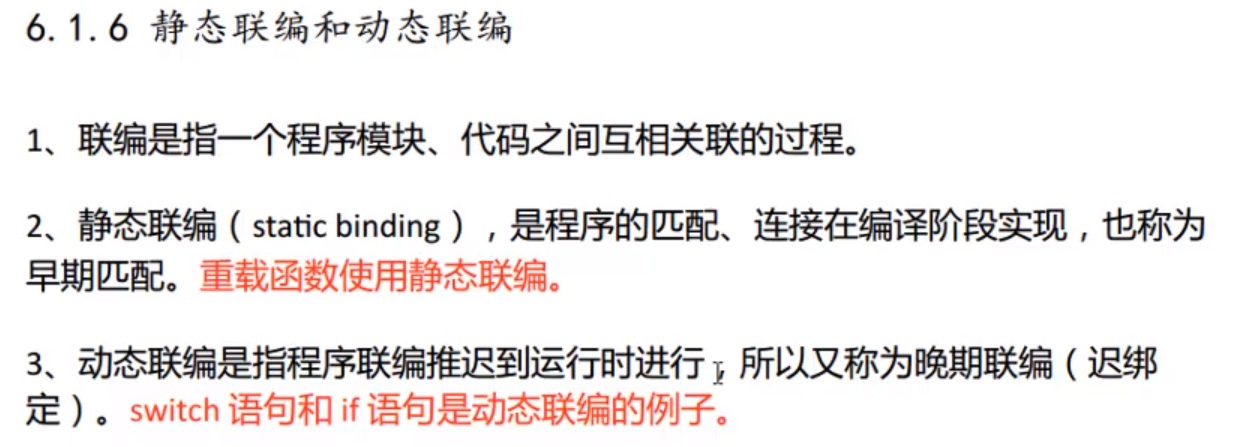 6.1.6 静态联编和动态联编
1、联编是指一个程序模块、代码之间互相关联的过程。
2、静态联编（static binding），是程序的匹配、连接在编译阶段实现，也称为
早期匹配。重载函数使用静态联编。
3、动态联编是指程序联编推迟到运行时进行，所以又称为晚期联编（迟绑
定）。switch 语句和 if 语句是动态联编的例子。